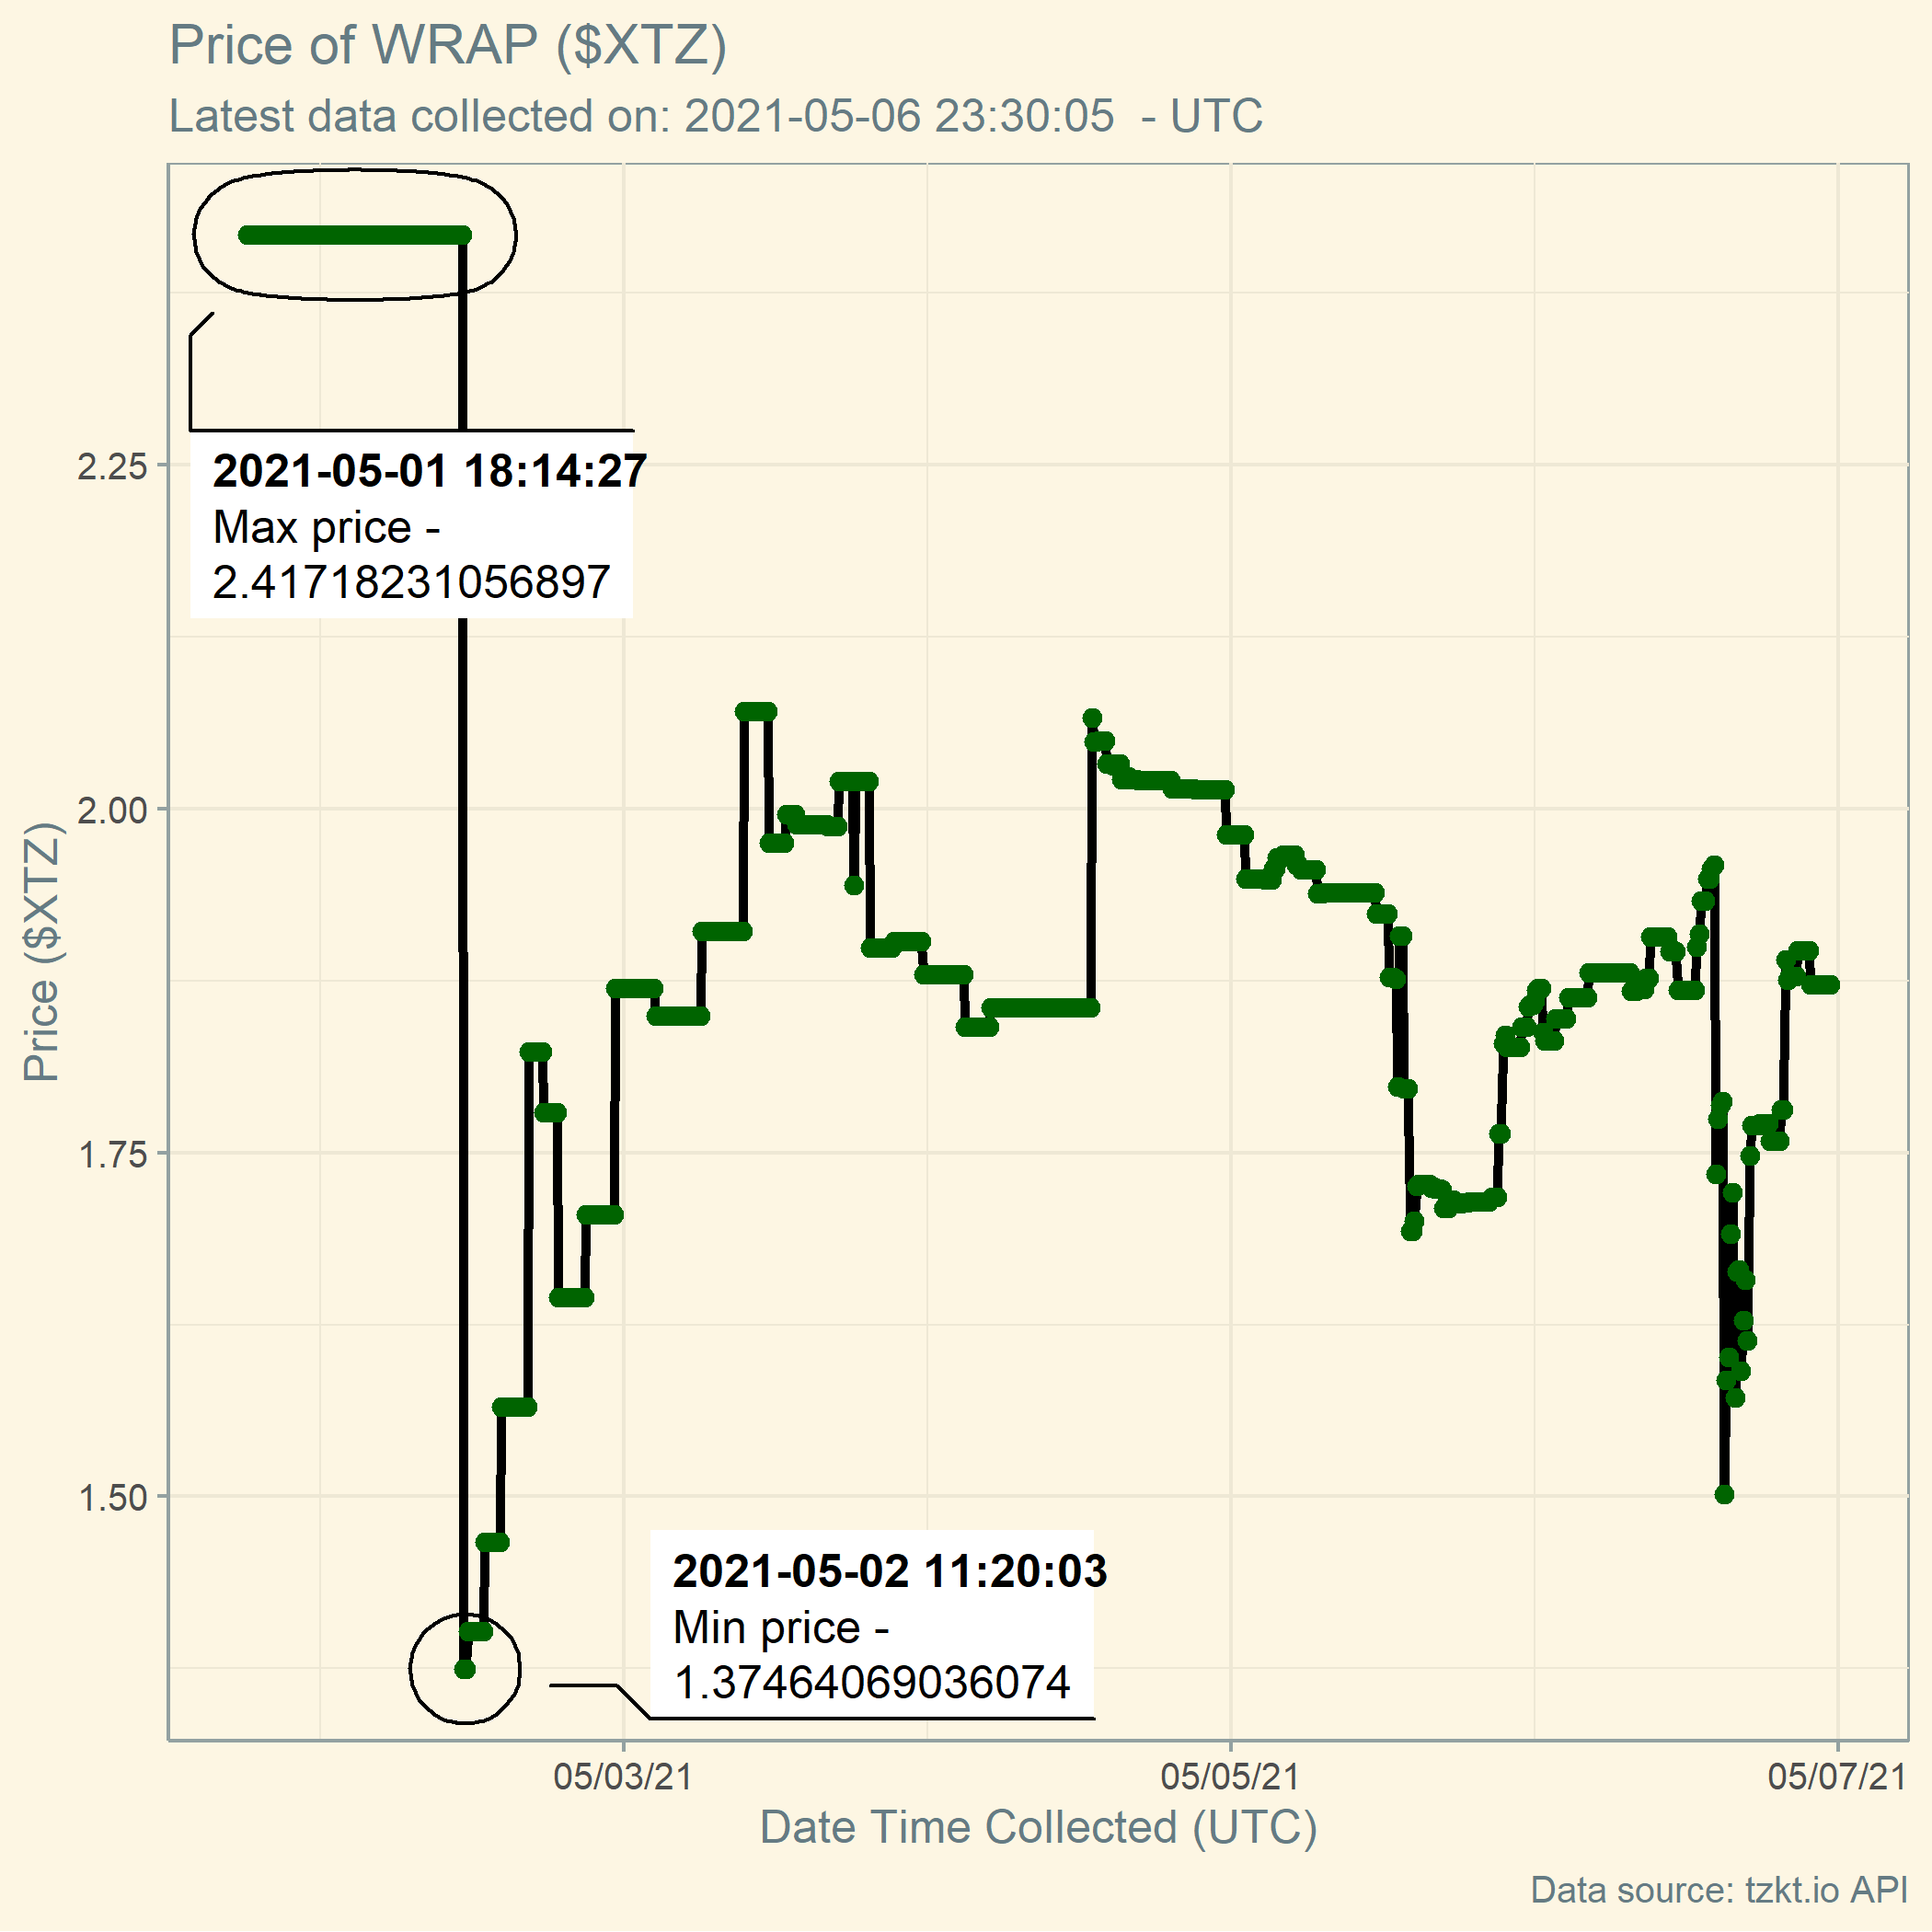 Price of WRAP ($XTZ)
Latest data collected on: 2021-05-06 23:30:05  - UTC
2021-05-01 18:14:27
Max price -
2.41718231056897
2.25
2.00
1.75
1.50
Price ($XTZ)
2021-05-02 11:20:03
Min price -
1.37464069036074
05/03/21
05/05/21
05/07/21
Date Time Collected (UTC)
Data source: tzkt.io API